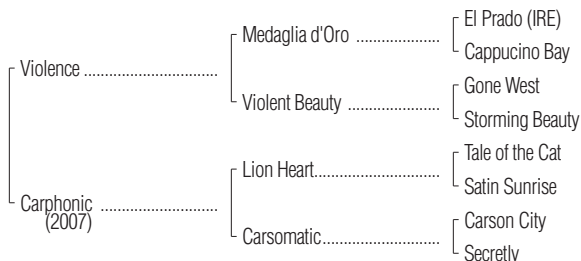 El Prado (IRE)
Medaglia d'Oro
Cappucino Bay
Violence
Gone West
Violent Beauty
Storming Beauty
Tale of the Cat
Lion Heart
Satin Sunrise
Carphonic
(2007)
Carson City
Carsomatic
Secretly